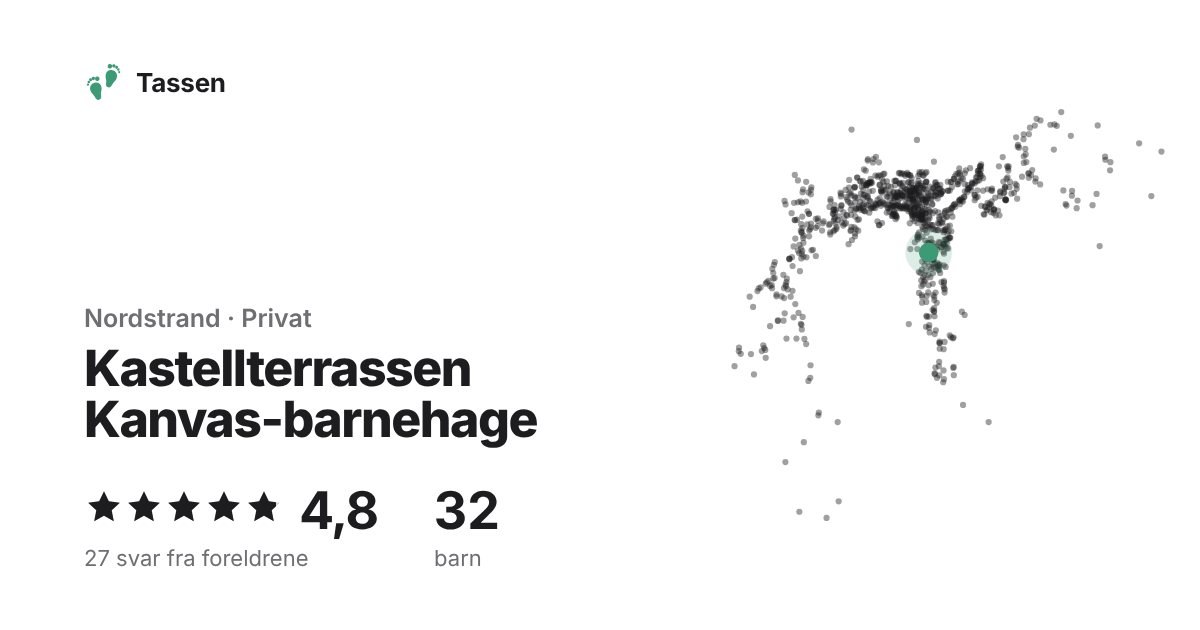 Tassen
Nordstrand · Privat
Kastellterrassen
Kanvas-barnehage
4,8
32
27 svar fra foreldrene
barn